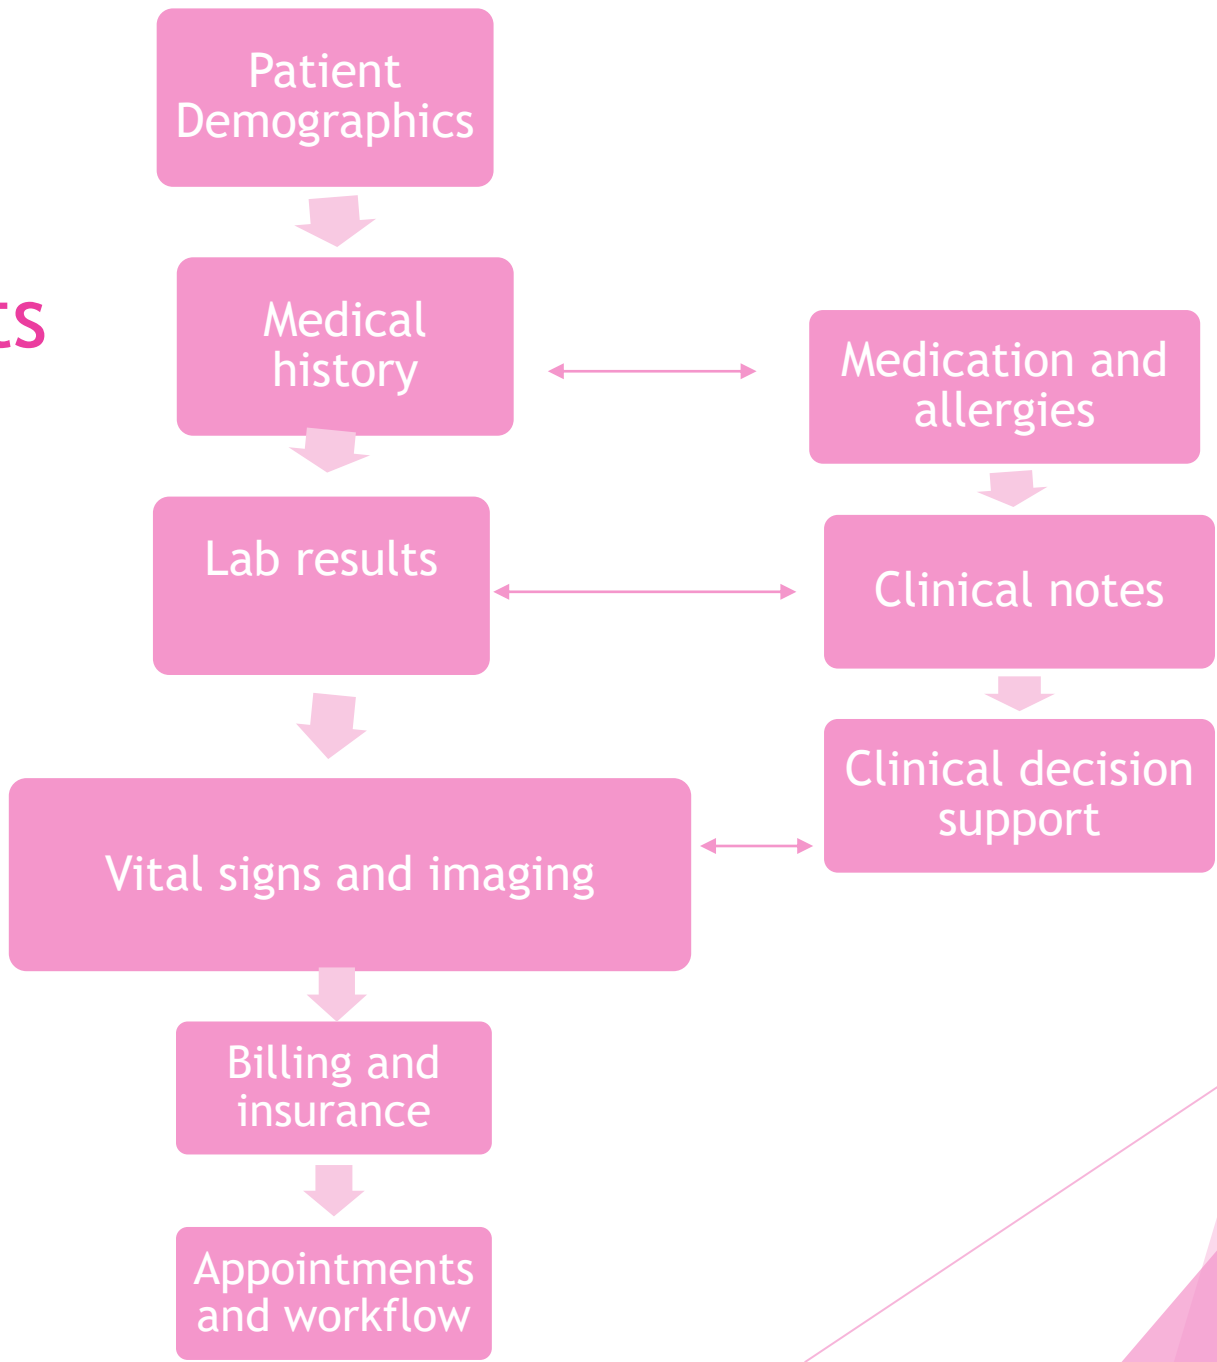 Patient
Demographics
ts
Medical
history
Medication and
allergies
Lab results
Clinical notes
Clinical decision
support
Vital signs and imaging
Billing and
insurance
Appointments
and workflow